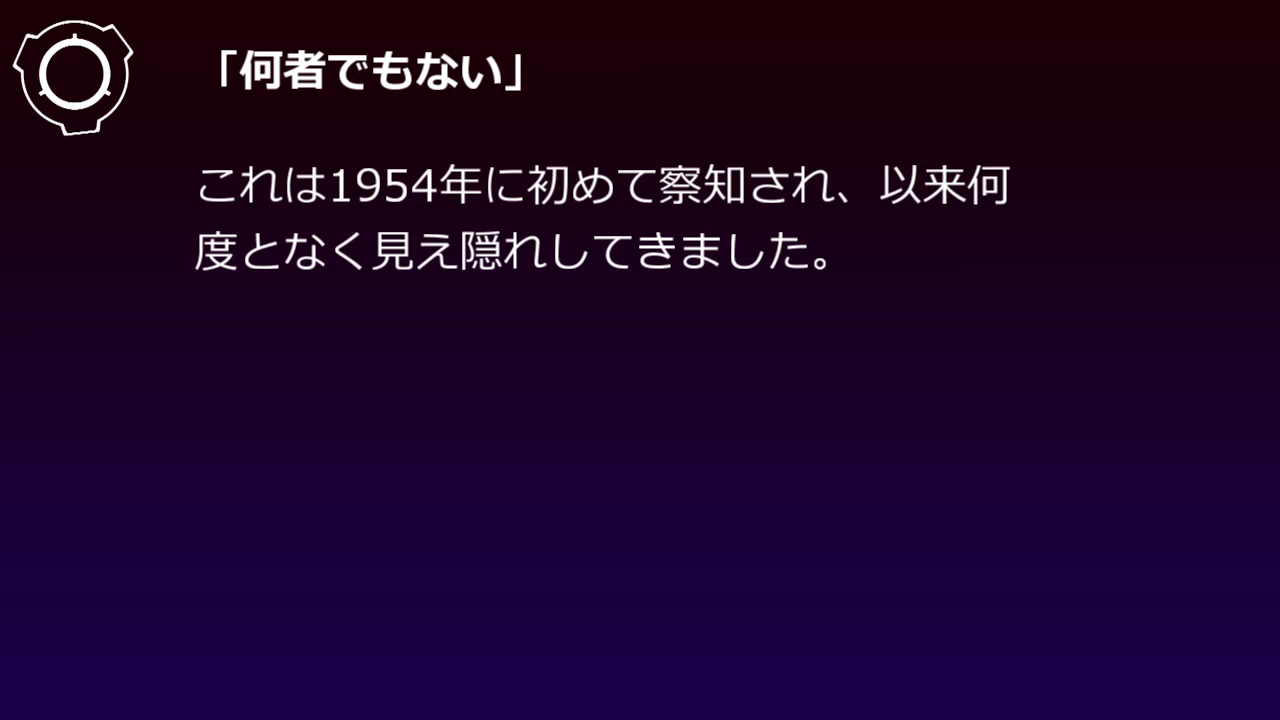 「何者でもない」
これは1954年に初めて察知され、以来何
度となく見え隠れしてきました。